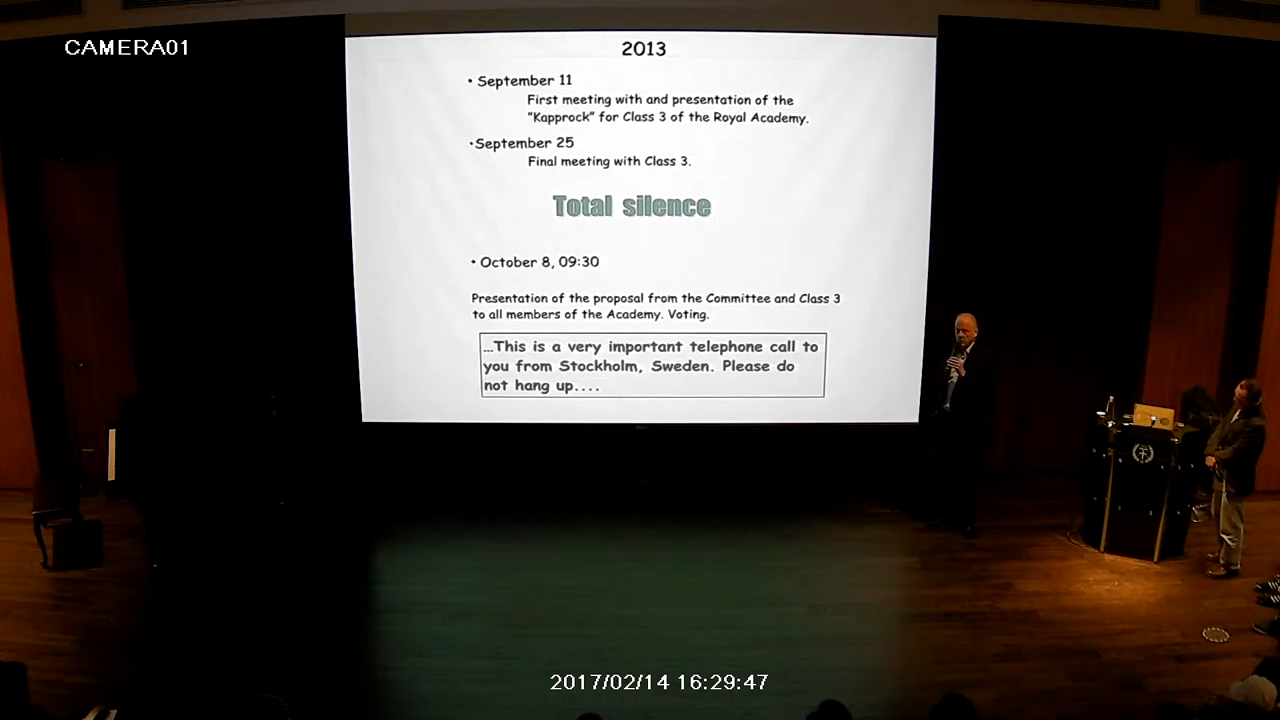 CAMERA01
2013
• September 11
First meeting with and presentation of the
"Kapprock" for Class 3 of the Royal Academy.
•September 25
Final meeting with Class 3.
Total silence
• October 8, 09:30
Presentation of the proposal from the Committee and Class 3
to all members of the Academy. Voting.
...This is a very important telephone call to
you from Stockholm, Sweden. Please do
not hang up....
2017/02/14 16:29:47